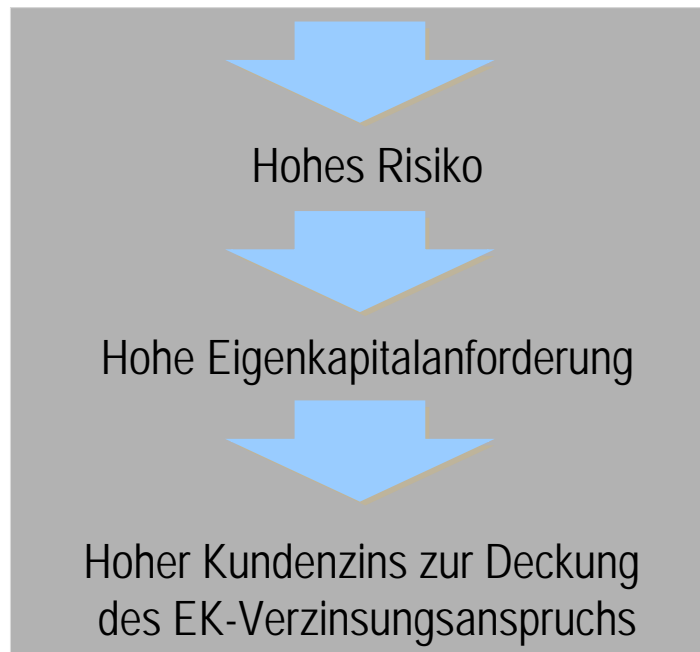 Hohes Risiko
Hohe Eigenkapitalanforderung
Hoher Kundenzins zur Deckung
des EK-Verzinsungsanspruchs